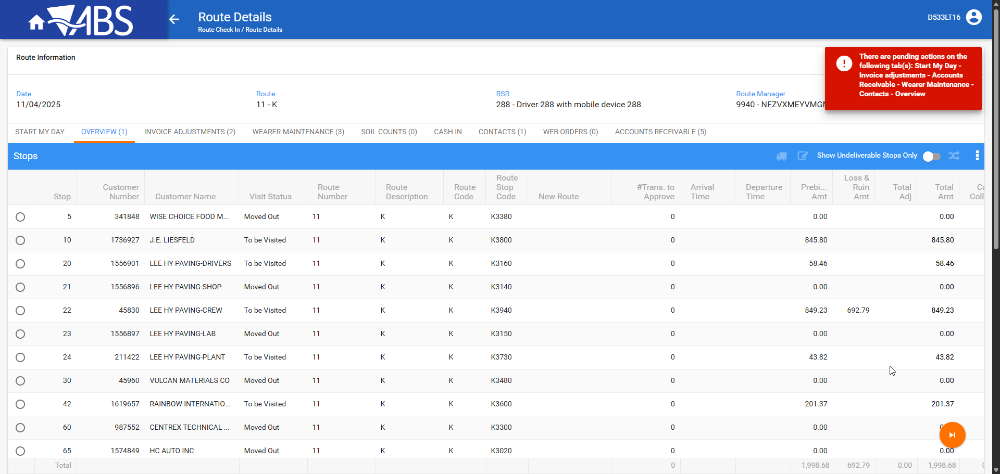 ABS
Route Details
Route Check In / Route Details
D533LT16
Route Information
There are pending actions on the
following tab(s): Start My Day -
Invoice adjustments - Accounts
Receivable - Wearer Maintenance -
Contacts - Overview
Date
11/04/2025
Route
11 - K
RSR
288 - Driver 288 with mobile device 288
Route Manager
9940 - NFZVXMEYVMG
START MY DAY OVERVIEW (1) INVOICE ADJUSTMENTS (2) WEARER MAINTENANCE (3) SOIL COUNTS (0) CASH IN CONTACTS (1) WEB ORDERS (0) ACCOUNTS RECEIVABLE (5)
Stops
Show Undeliverable Stops Only
Stop
Customer
Number
Customer Name
Visit Status
Route
Number
Route
Description
Route
Code
Route
Stop
Code
New Route
#Trans. to
Approve
Arrival
Time
Departure
Time
Prebi...
Amt
Loss &
Ruin
Amt
Total
Adj
Total
Amt
Ca
Coll
5 341848 WISE CHOICE FOOD M... Moved Out 11 K K K3380 0 0.00 0.00
10 1736927 J.E. LIESFELD To be Visited 11 K K K3800 0 845.80 845.80
20 1556901 LEE HY PAVING-DRIVERS To be Visited 11 K K K3160 0 58.46 58.46
21 1556896 LEE HY PAVING-SHOP Moved Out 11 K K K3140 0 0.00 0.00
22 45830 LEE HY PAVING-CREW To be Visited 11 K K K3940 0 849.23 692.79 849.23
23 1556897 LEE HY PAVING-LAB Moved Out 11 K K K3150 0 0.00 0.00
24 211422 LEE HY PAVING-PLANT To be Visited 11 K K K3730 0 43.82 43.82
30 45960 VULCAN MATERIALS CO Moved Out 11 K K K3480 0 0.00 0.00
42 1619657 RAINBOW INTERNATIO... To be Visited 11 K K K3600 0 201.37 201.37
60 987552 CENTREX TECHNICAL ... Moved Out 11 K K K3300 0 0.00
65 1574849 HC AUTO INC Moved Out 11 K K K3020 0 0.00 0.00
Total 0 1,998.68 692.79 0.00 1,998.68